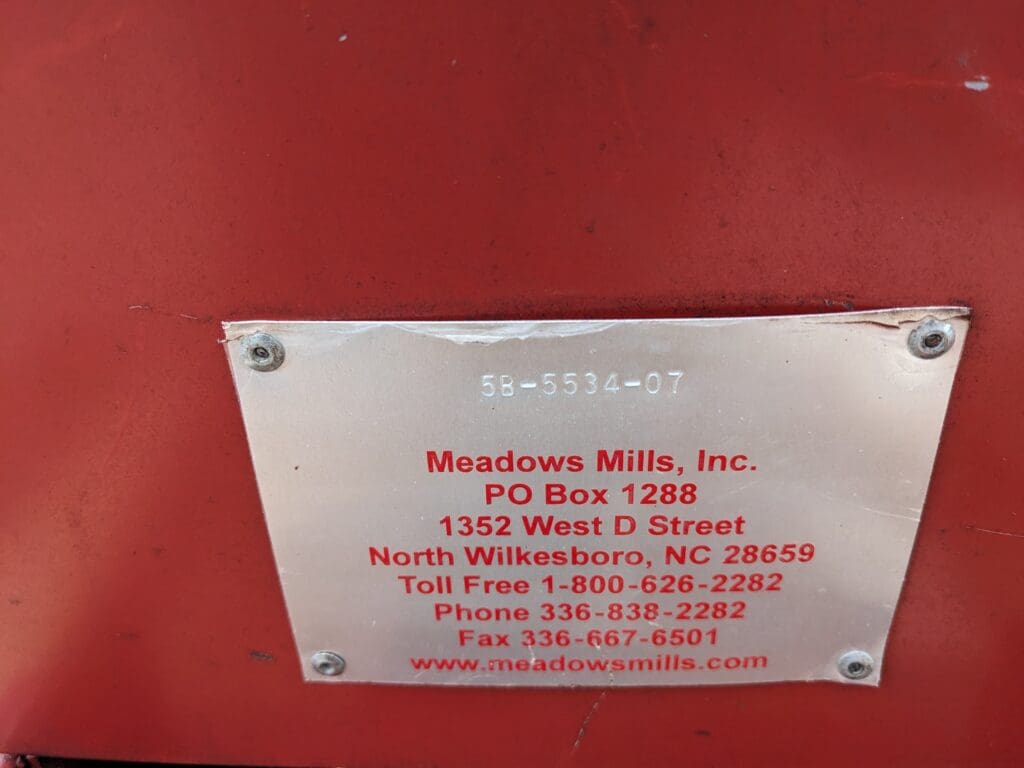 5B-5534-07
Meadows Mills, Inc.
PO Box 1288
1352 West D Street
North Wilkesboro, NC 28659
Toll Free 1-800-626-2282
Phone 336-838-2282
Fax 336-667-6501
www.meadowsmills.com